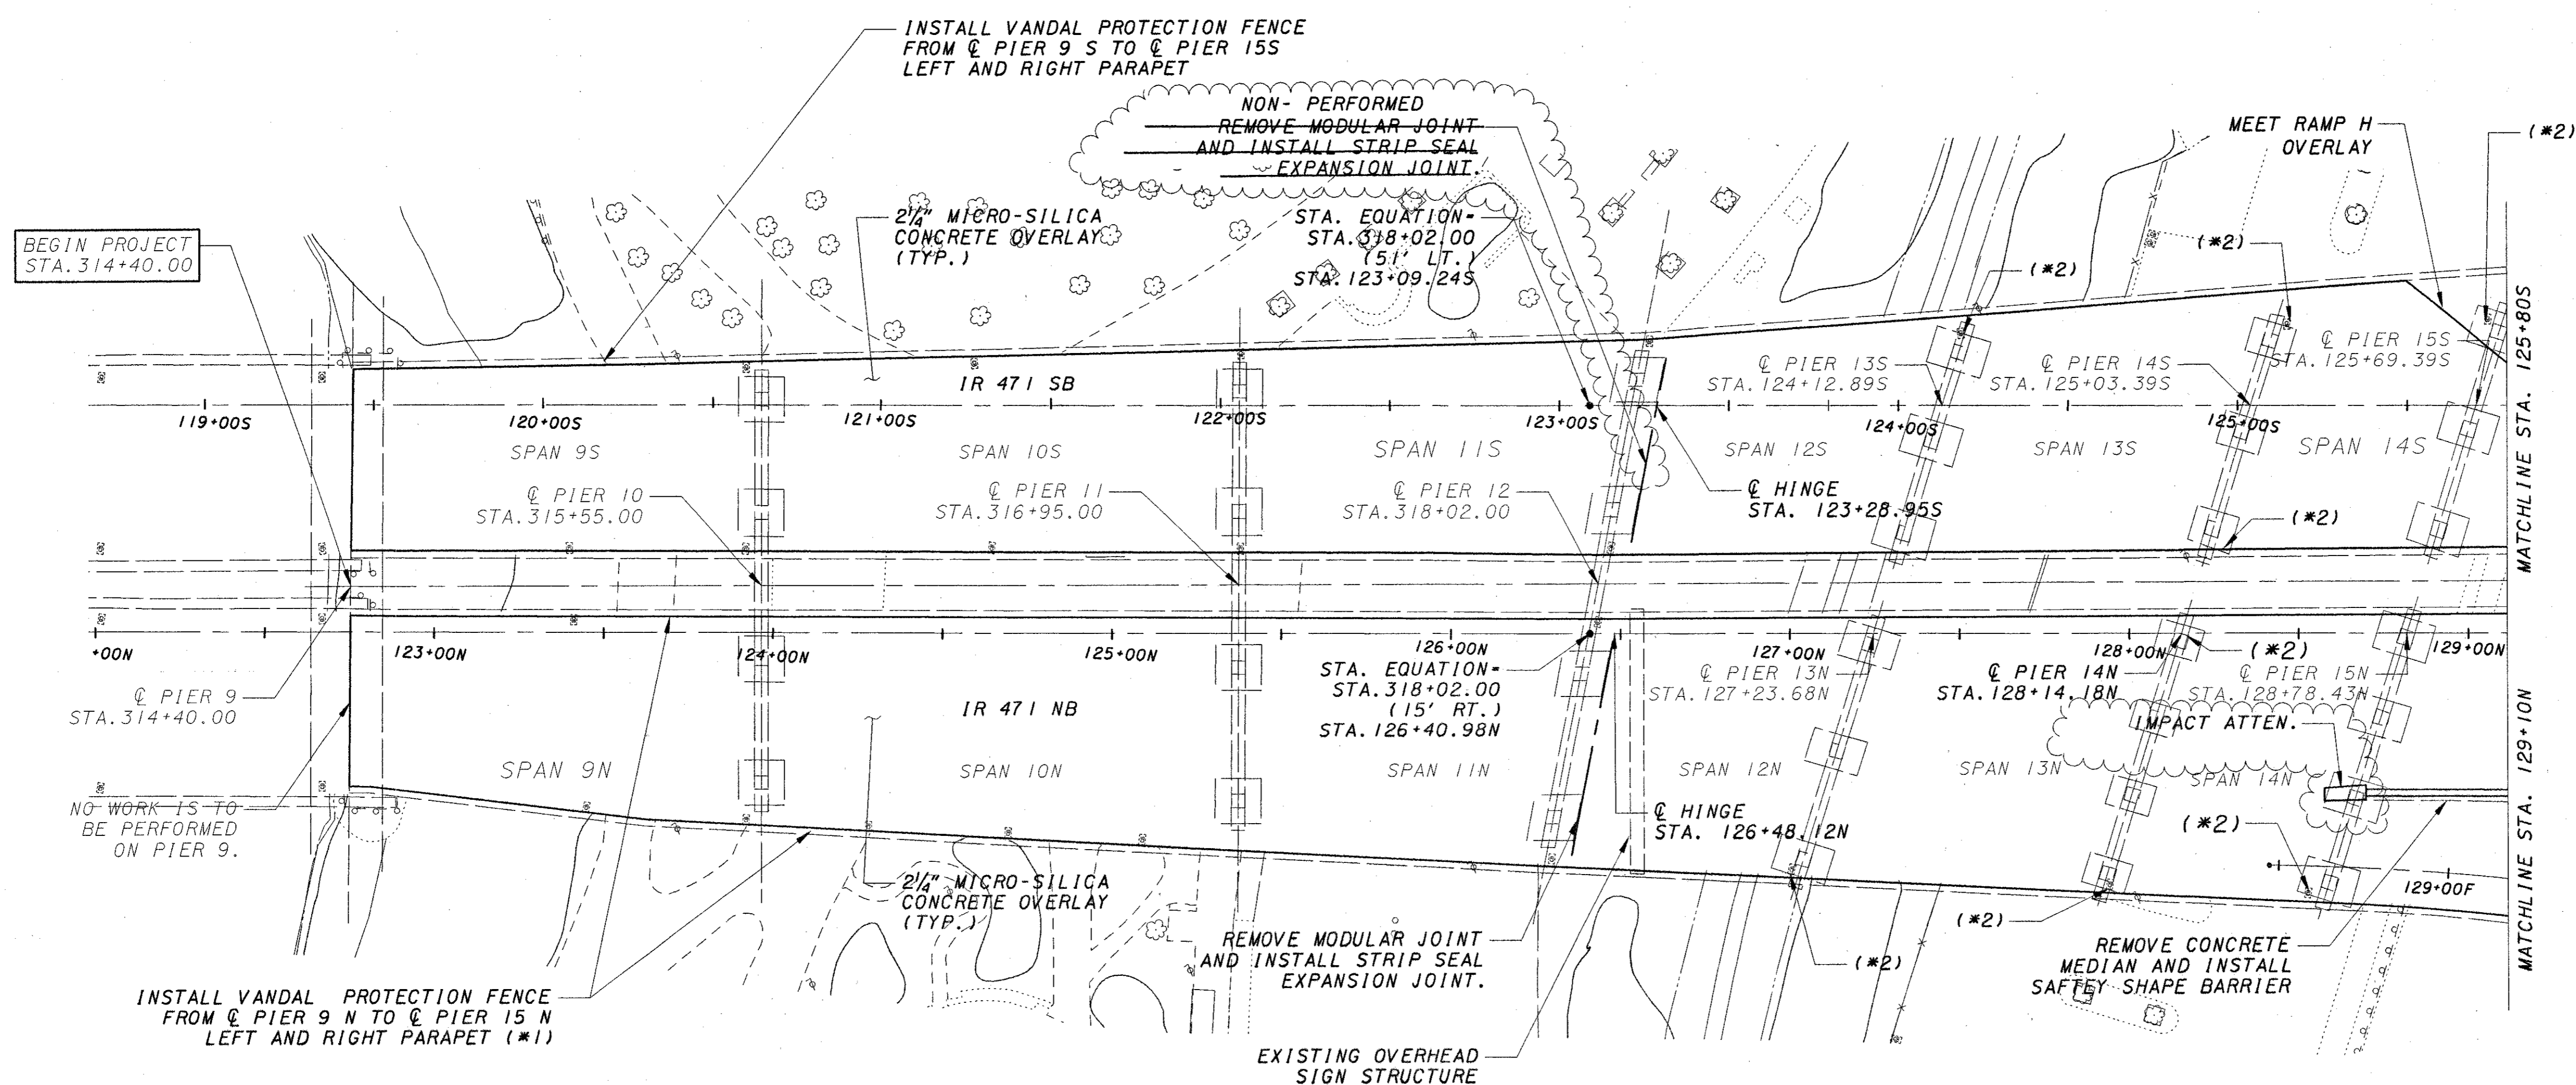 INSTALL VANDAL PROTECTION FENCE
FROM ℄ PIER 9 S TO ℄ PIER 15S
LEFT AND RIGHT PARAPET
NON- PERFORMED
REMOVE MODULAR JOINT
AND INSTALL STRIP SEAL
EXPANSION JOINT.
MEET RAMP H
OVERLAY
(*2)
BEGIN PROJECT
STA.314+40.00
2¼" MICRO-SILICA
CONCRETE OVERLAY
(TYP.)
STA. EQUATION=
STA.318+02.00
(51' LT.)
STA.123+09.24S
(*2)
(*2)
℄ PIER 13S
STA.124+12.89S
℄ PIER 14S
STA.125+03.39S
℄ PIER 15S
STA.125+69.39S
MATCHLINE STA. 125+80S
IR 471 SB
119+00S
120+00S
121+00S
122+00S
123+00S
124+00S
125+00S
SPAN 9S
SPAN 10S
SPAN 11S
SPAN 12S
SPAN 13S
SPAN 14S
℄ PIER 10
STA.315+55.00
℄ PIER 11
STA.316+95.00
℄ PIER 12
STA.318+02.00
℄ HINGE
STA. 123+28.95S
(*2)
+00N
123+00N
124+00N
125+00N
126+00N
127+00N
128+00N
129+00N
℄ PIER 9
STA.314+40.00
STA. EQUATION=
STA.318+02.00
(15' RT.)
STA.126+40.98N
℄ PIER 13N
STA.127+23.68N
℄ PIER 14N
STA.128+14.18N
(*2)
℄ PIER 15N
STA.128+78.43N
IR 471 NB
IMPACT ATTEN.
MATCHLINE STA. 129+10N
SPAN 9N
SPAN 10N
SPAN 11N
SPAN 12N
SPAN 13N
SPAN 14N
NO WORK IS TO
BE PERFORMED
ON PIER 9.
℄ HINGE
STA. 126+48.12N
(*2)
129+00F
2¼" MICRO-SILICA
CONCRETE OVERLAY
(TYP.)
(*2)
(*2)
REMOVE MODULAR JOINT
AND INSTALL STRIP SEAL
EXPANSION JOINT.
REMOVE CONCRETE
MEDIAN AND INSTALL
SAFTEY SHAPE BARRIER
INSTALL VANDAL PROTECTION FENCE
FROM ℄ PIER 9 N TO ℄ PIER 15 N
LEFT AND RIGHT PARAPET (*1)
EXISTING OVERHEAD
SIGN STRUCTURE